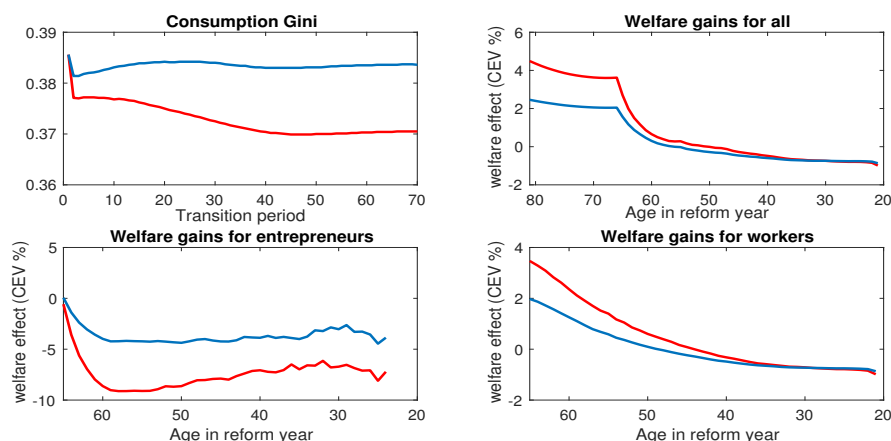 Consumption Gini
0.39
0.38
0.37
0.36
0 10 20 30 40 50 60 70
Transition period
Welfare gains for all
welfare effect (CEV %)
6
4
2
0
-2
80 70 60 50 40 30 20
Age in reform year
Welfare gains for entrepreneurs
welfare effect (CEV %)
5
0
-5
-10
60 50 40 30 20
Age in reform year
Welfare gains for workers
welfare effect (CEV %)
4
2
0
-2
60 50 40 30 20
Age in reform year